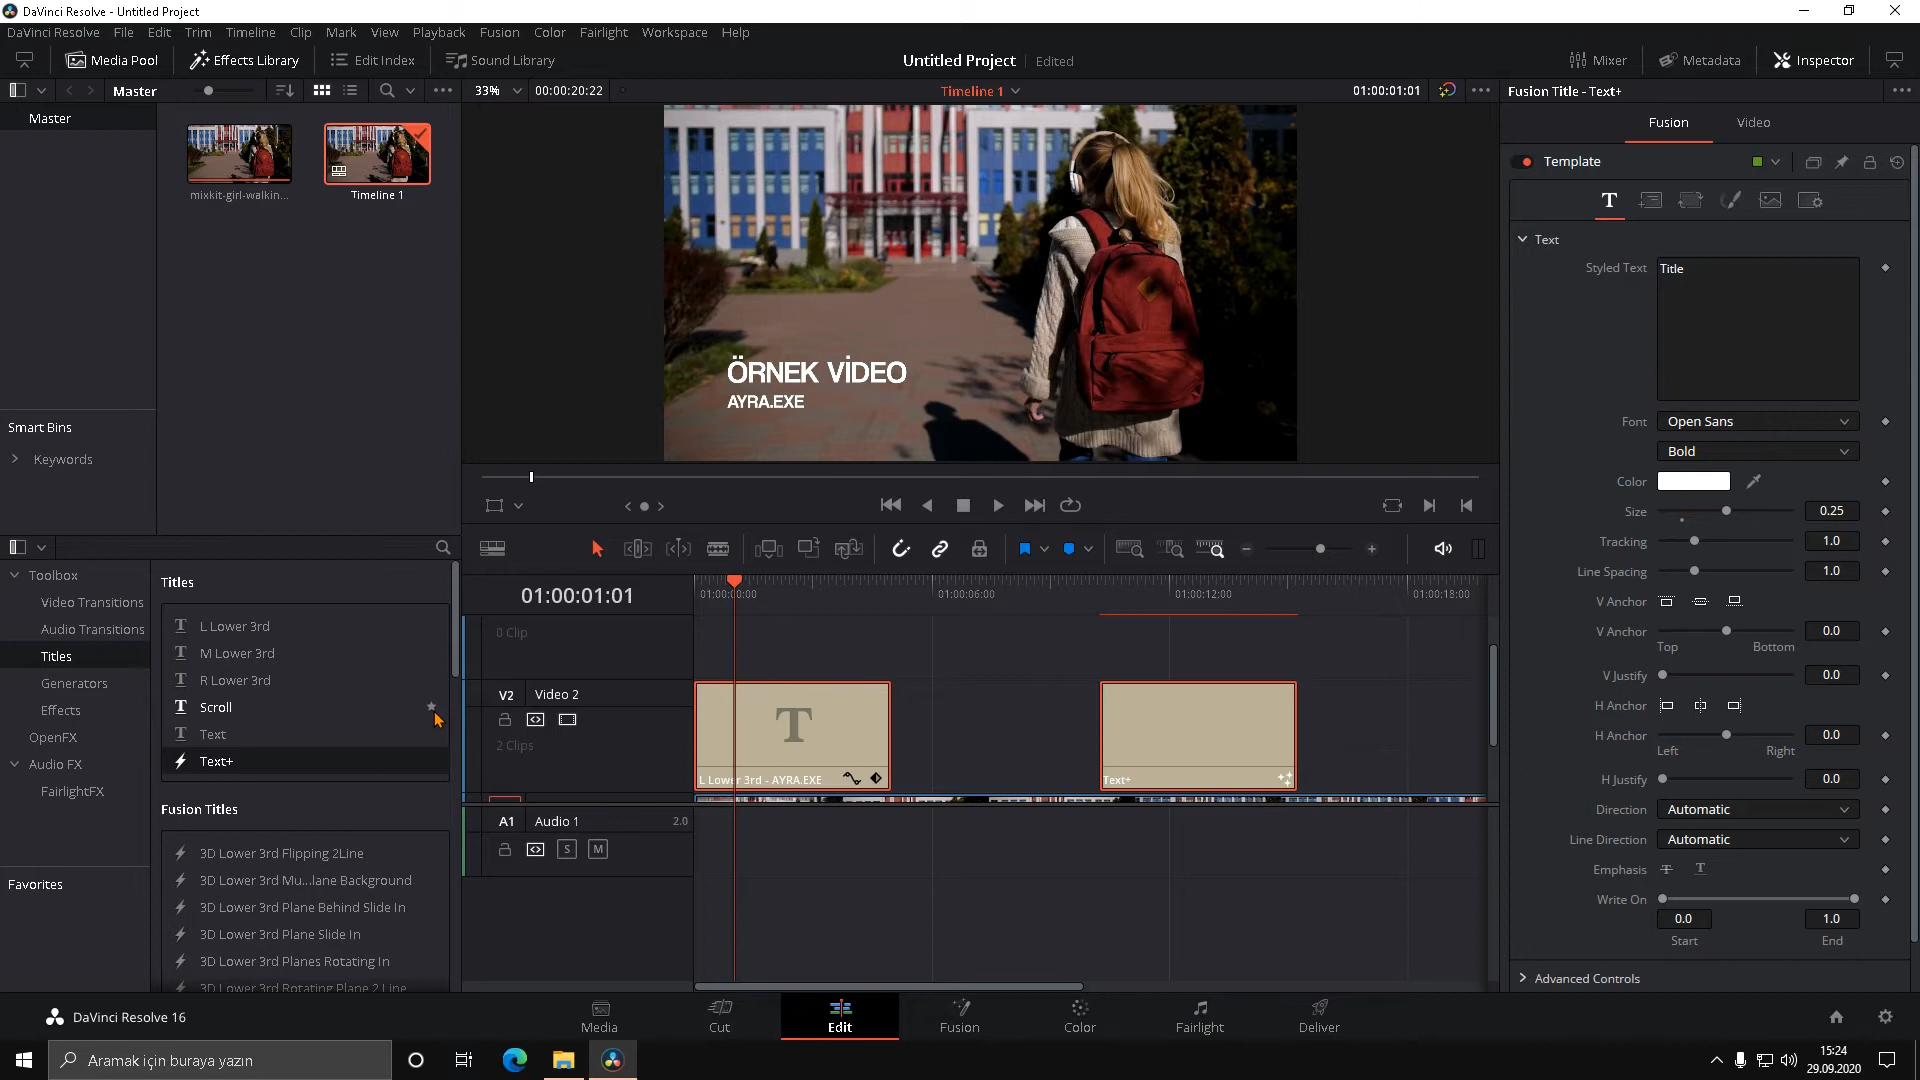 DaVinci Resolve - Untitled Project
DaVinci Resolve File Edit Trim Timeline Clip Mark View Playback Fusion Color Fairlight Workspace Help
Media Pool Effects Library Edit Index Sound Library Untitled Project Edited Mixer Metadata Inspector
Master 33% 00:00:20:22 Timeline 1 01:00:01:01 Fusion Title - Text+
Master
mixkit-girl-walkin...
Timeline 1
Smart Bins
Keywords
ÖRNEK VİDEO
AYRA.EXE
Fusion Video
Template
Text
Styled Text Title
Font Open Sans
Bold
Color
Size 0.25
Tracking 1.0
Line Spacing 1.0
V Anchor
V Anchor 0.0
Top Bottom
V Justify 0.0
H Anchor
H Anchor 0.0
Left Right
H Justify 0.0
Direction Automatic
Line Direction Automatic
Emphasis
Write On
0.0 1.0
Start End
Advanced Controls
Toolbox
Video Transitions
Audio Transitions
Titles
Generators
Effects
OpenFX
Audio FX
FairlightFX
Favorites
Titles
L Lower 3rd
M Lower 3rd
R Lower 3rd
Scroll
Text
Text+
Fusion Titles
3D Lower 3rd Flipping 2Line
3D Lower 3rd Mu...lane Background
3D Lower 3rd Plane Behind Slide In
3D Lower 3rd Plane Slide In
3D Lower 3rd Planes Rotating In
3D Lower 3rd Rotating Plane 2 Line
01:00:01:01 01:00:00:00 01:00:06:00 01:00:12:00 01:00:18:00
0 Clip
V2 Video 2
2 Clips
L Lower 3rd - AYRA.EXE
Text+
A1 Audio 1 2.0
S M
DaVinci Resolve 16
Media Cut Edit Fusion Color Fairlight Deliver
Aramak için buraya yazın
15:24
29.09.2020